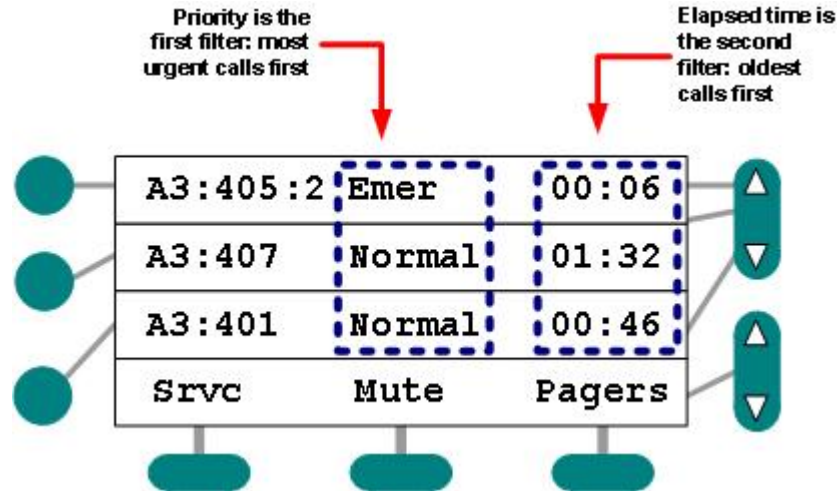 Priority is the
first filter: most
urgent calls first
Elapsed time is
the second
filter: oldest
calls first
A3:405:2 Emer 00:06
A3:407 Normal 01:32
A3:401 Normal 00:46
Srvc Mute Pagers